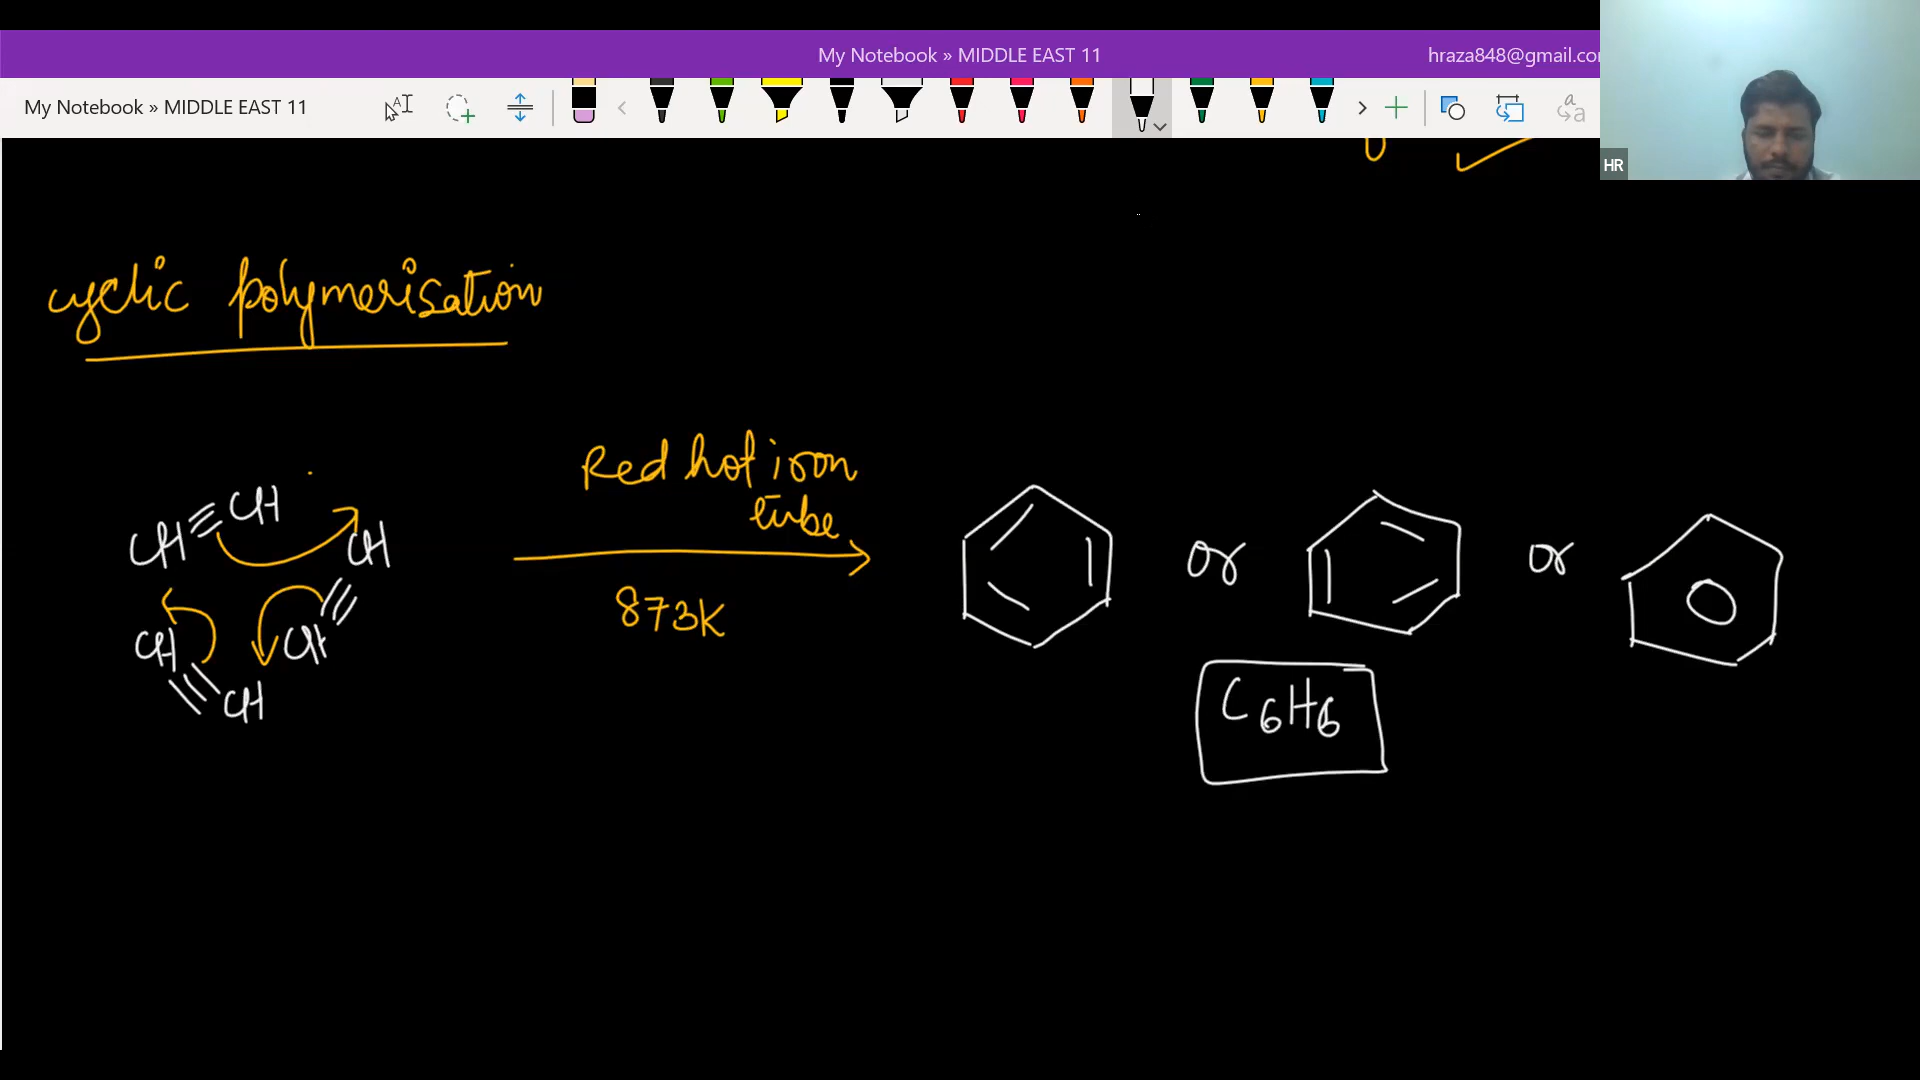 My Notebook » MIDDLE EAST 11
hraza848@gmail.co
My Notebook » MIDDLE EAST 11
HR
cyclic polymerisation
Red hot iron
tube
873K
CH≡CH
CH
CH
CH
CH
or
or
C6H6